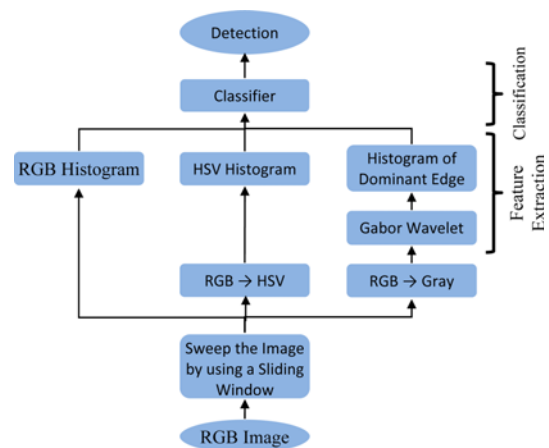 Detection
Classifier
Classification
RGB Histogram
HSV Histogram
Histogram of
Dominant Edge
Gabor Wavelet
Feature
Extraction
RGB → HSV
RGB → Gray
Sweep the Image
by using a Sliding
Window
RGB Image